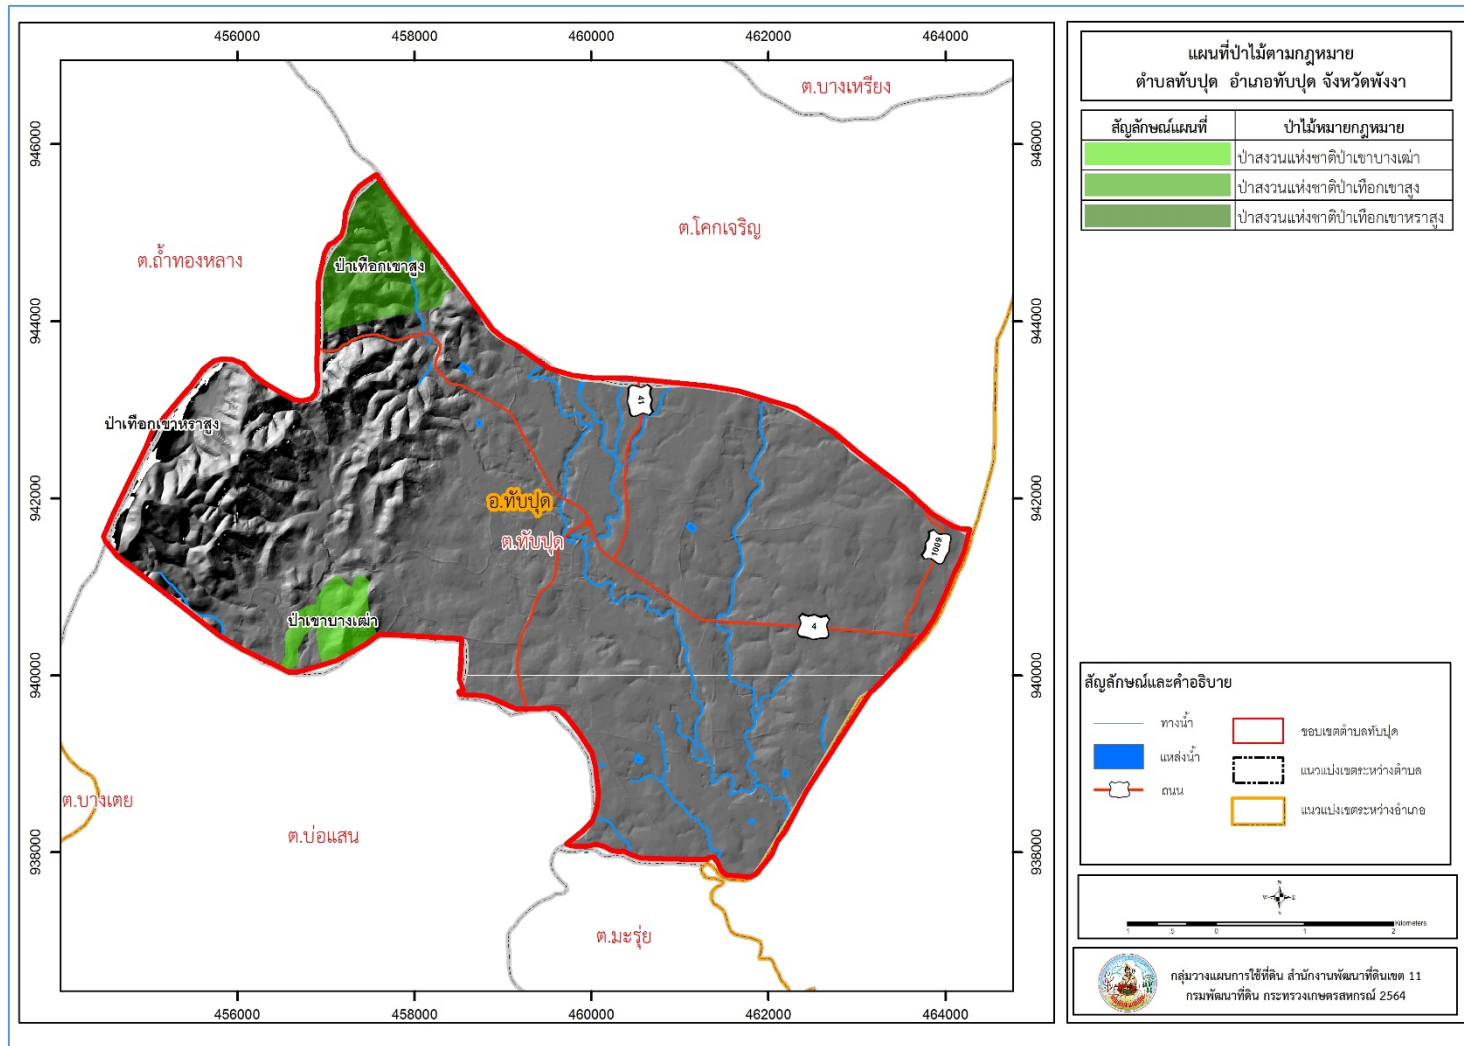 456000
458000
460000
462000
464000
ต.บางเหรียง
946000
946000
ต.โคกเจริญ
ต.ถ้ำทองหลาง
ป่าเทือกเขาสูง
944000
944000
41
ป่าเทือกเขาหราสูง
942000
942000
อ.ทับปุด
ต.ทับปุด
1009
ป่าเขาบางเฒ่า
4
940000
940000
ต.บางเตย
ต.บ่อแสน
938000
938000
ต.มะรุ่ย
456000
458000
460000
462000
464000
แผนที่ป่าไม้ตามกฎหมาย
ตำบลทับปุด อำเภอทับปุด จังหวัดพังงา
สัญลักษณ์แผนที่
ป่าไม้หมายกฎหมาย
ป่าสงวนแห่งชาติป่าเขาบางเฒ่า
ป่าสงวนแห่งชาติป่าเทือกเขาสูง
ป่าสงวนแห่งชาติป่าเทือกเขาหราสูง
สัญลักษณ์และคำอธิบาย
ทางน้ำ
แหล่งน้ำ
ถนน
ขอบเขตตำบลทับปุด
แนวแบ่งเขตระหว่างตำบล
แนวแบ่งเขตระหว่างอำเภอ
N
W
E
S
1 .5 0 1 2 Kilometers
กลุ่มวางแผนการใช้ที่ดิน สำนักงานพัฒนาที่ดินเขต 11
กรมพัฒนาที่ดิน กระทรวงเกษตรสหกรณ์ 2564